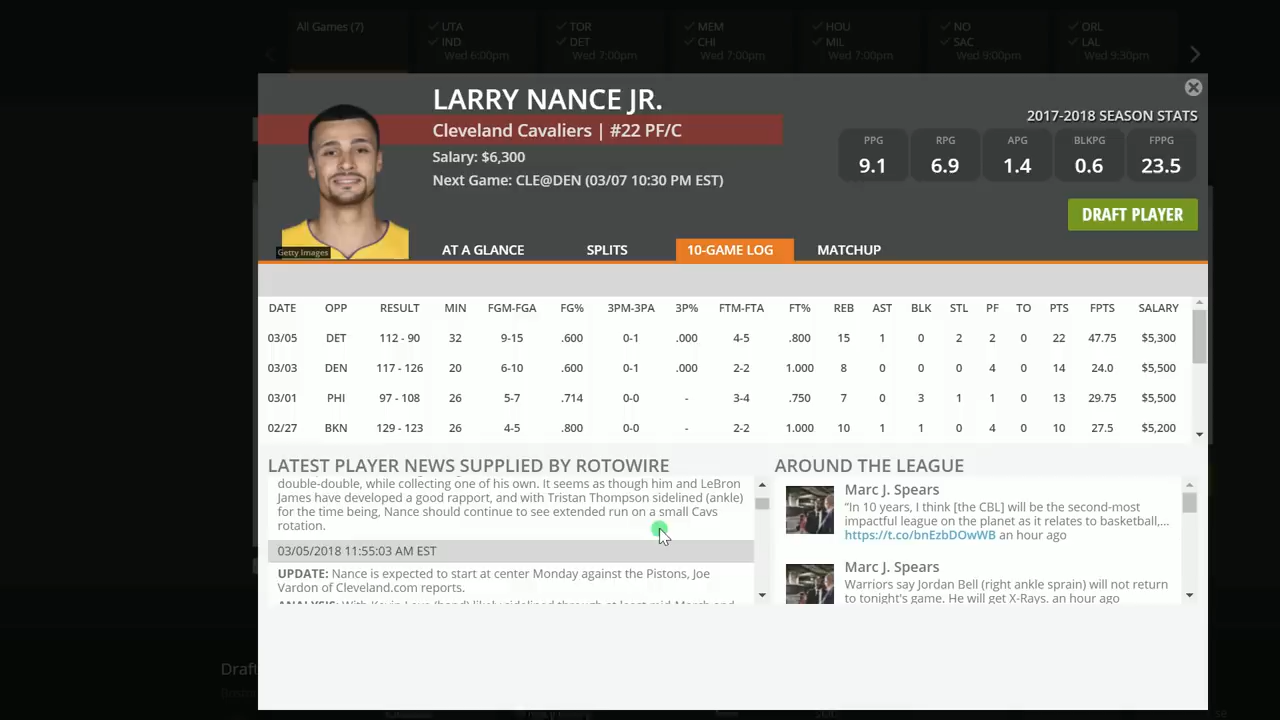 All Games (7)
UTA
IND
Wed 6:00pm
TOR
DET
Wed 7:00pm
MEM
CHI
Wed 7:00pm
HOU
MIL
Wed 7:00pm
NO
SAC
Wed 9:00pm
ORL
LAL
Wed 9:30pm
LARRY NANCE JR.
Cleveland Cavaliers | #22 PF/C
Salary: $6,300
Next Game: CLE@DEN (03/07 10:30 PM EST)
Getty Images
2017-2018 SEASON STATS
PPG RPG APG BLKPG FPPG
9.1 6.9 1.4 0.6 23.5
DRAFT PLAYER
AT A GLANCE SPLITS 10-GAME LOG MATCHUP
DATE OPP RESULT MIN FGM-FGA FG% 3PM-3PA 3P% FTM-FTA FT% REB AST BLK STL PF TO PTS FPTS SALARY
03/05 DET 112 - 90 32 9-15 .600 0-1 .000 4-5 .800 15 1 0 2 2 0 22 47.75 $5,300
03/03 DEN 117 - 126 20 6-10 .600 0-1 .000 2-2 1.000 8 0 0 0 4 0 14 24.0 $5,500
03/01 PHI 97 - 108 26 5-7 .714 0-0 - 3-4 .750 7 0 3 1 1 0 13 29.75 $5,500
02/27 BKN 129 - 123 26 4-5 .800 0-0 - 2-2 1.000 10 1 1 0 4 0 10 27.5 $5,200
LATEST PLAYER NEWS SUPPLIED BY ROTOWIRE
double-double, while collecting one of his own. It seems as though him and LeBron
James have developed a good rapport, and with Tristan Thompson sidelined (ankle)
for the time being, Nance should continue to see extended run on a small Cavs
rotation.
03/05/2018 11:55:03 AM EST
UPDATE: Nance is expected to start at center Monday against the Pistons, Joe
Vardon of Cleveland.com reports.
ANALYSIS: With Kevin Love (hand) likely sidelined through at least mid-March and
AROUND THE LEAGUE
Marc J. Spears
“In 10 years, I think [the CBL] will be the second-most
impactful league on the planet as it relates to basketball,...
https://t.co/bnEzbDOwWB an hour ago
Marc J. Spears
Warriors say Jordan Bell (right ankle sprain) will not return
to tonight's game. He will get X-Rays. an hour ago
Draft